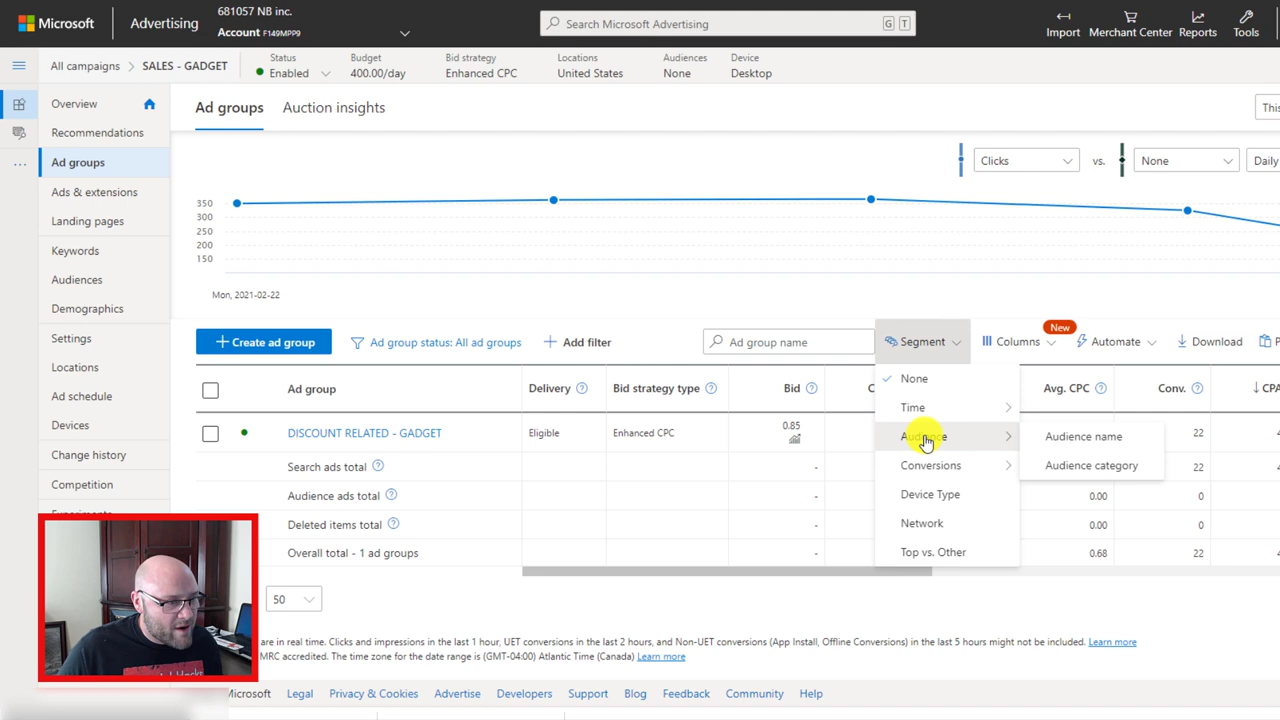 Microsoft
Advertising
681057 NB inc.
Account F149MPP9
Search Microsoft Advertising
G T
Import
Merchant Center
Reports
Tools
All campaigns
SALES - GADGET
Status
Enabled
Budget
400.00/day
Bid strategy
Enhanced CPC
Locations
United States
Audiences
None
Device
Desktop
Overview
Recommendations
Ad groups
Ads & extensions
Landing pages
Keywords
Audiences
Demographics
Settings
Locations
Ad schedule
Devices
Change history
Competition
Ad groups
Auction insights
This
Clicks
vs.
None
Daily
350
300
250
200
150
Mon, 2021-02-22
Create ad group
Ad group status: All ad groups
Add filter
Ad group name
Segment
New
Columns
Automate
Download
P
Ad group
Delivery
Bid strategy type
Bid
C
Avg. CPC
Conv.
CPA
DISCOUNT RELATED - GADGET
Eligible
Enhanced CPC
0.85
22
4
Search ads total
-
22
4
Audience ads total
-
0.00
0
Deleted items total
-
0.00
0
Overall total - 1 ad groups
-
0.68
22
4
None
Time
Audience
Conversions
Device Type
Network
Top vs. Other
Audience name
Audience category
50
are in real time. Clicks and impressions in the last 1 hour, UET conversions in the last 2 hours, and Non-UET conversions (App Install, Offline Conversions) in the last 5 hours might not be included. Learn more
MRC accredited. The time zone for the date range is (GMT-04:00) Atlantic Time (Canada) Learn more
Microsoft
Legal
Privacy & Cookies
Advertise
Developers
Support
Blog
Feedback
Community
Help